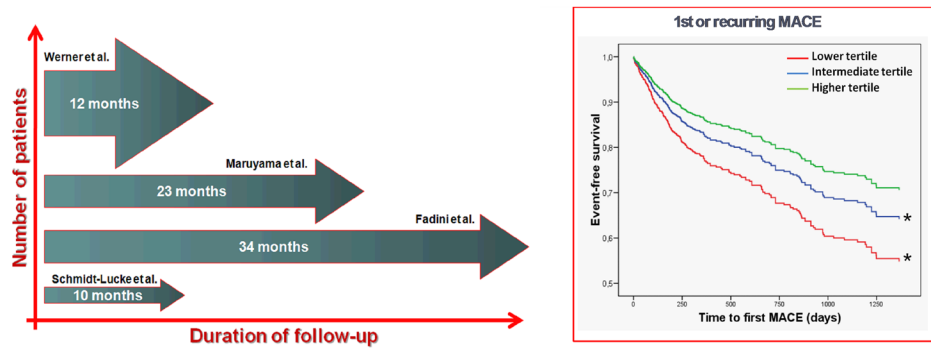 Number of patients
Werner et al.
12 months
Maruyama et al.
23 months
Fadini et al.
34 months
Schmidt-Lucke et al.
10 months
Duration of follow-up
1st or recurring MACE
Lower tertile
Intermediate tertile
Higher tertile
Event-free survival
1,0
0,9
0,8
0,7
0,6
0,5
*
*
0
250
500
750
1000
1250
Time to first MACE (days)